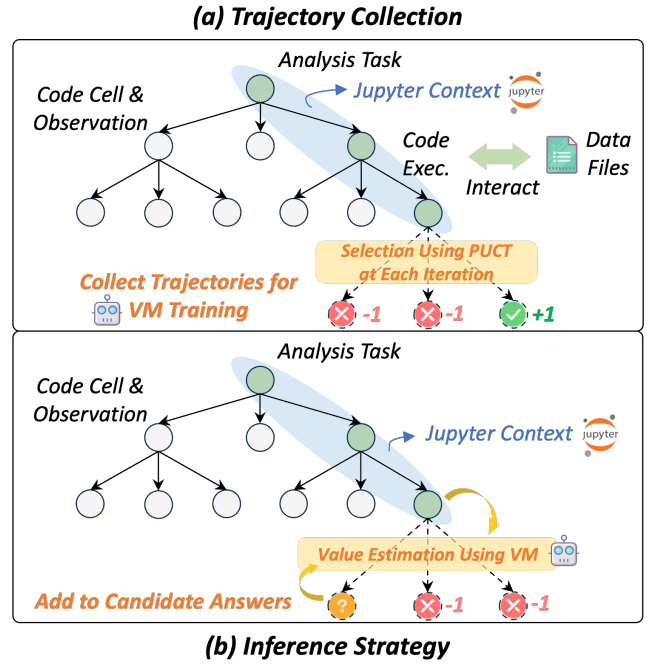 (a) Trajectory Collection
Analysis Task
Code Cell &
Observation
Jupyter Context
jupyter
Code
Exec.
Interact
Data
Files
Selection Using PUCT
at Each Iteration
Collect Trajectories for
VM Training
-1
-1
+1
Analysis Task
Code Cell &
Observation
Jupyter Context
jupyter
Value Estimation Using VM
Add to Candidate Answers
?
-1
-1
(b) Inference Strategy